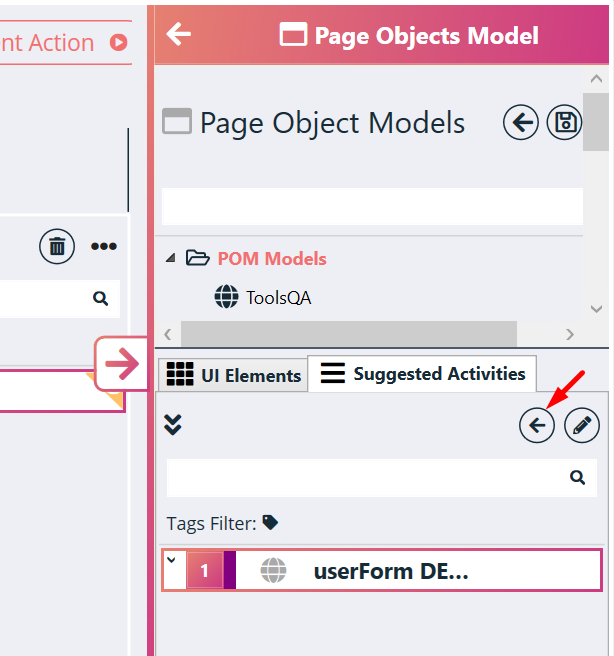 nt Action
Page Objects Model
Page Object Models
POM Models
ToolsQA
UI Elements
Suggested Activities
Tags Filter:
1
userForm DE...